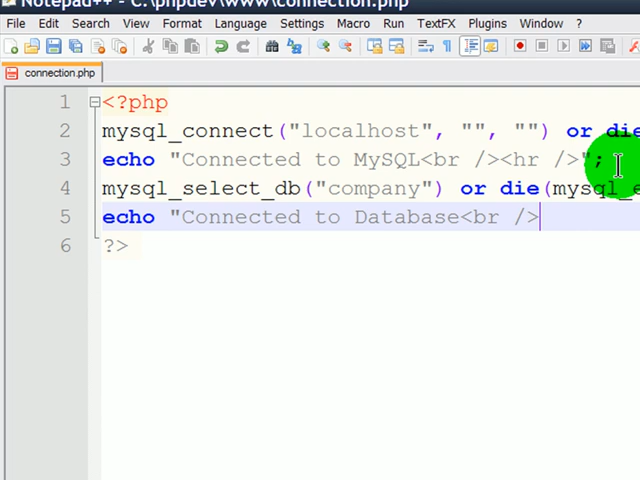 Notepad++ - C:\phpdev\www\connection.php
File Edit Search View Format Language Settings Macro Run TextFX Plugins Window ?
connection.php
1 <?php
2 mysql_connect("localhost", "", "") or die
3 echo "Connected to MySQL<br /><hr />";
4 mysql_select_db("company") or die(mysql_e
5 echo "Connected to Database<br />
6 ?>